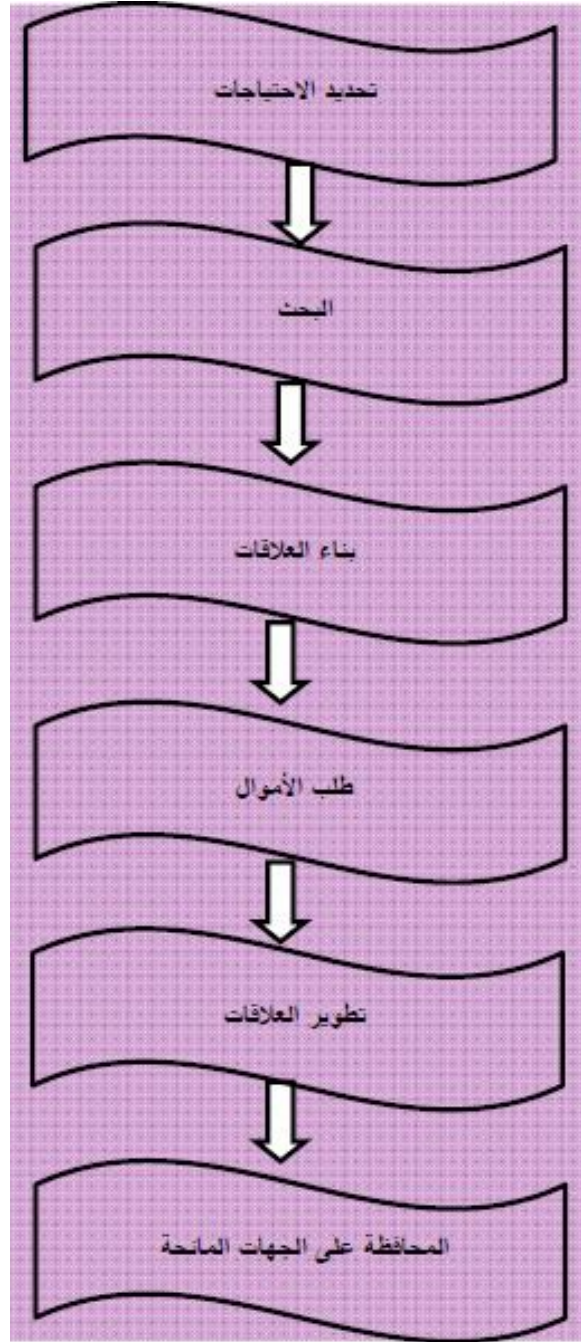 تحديد الاحتياجات
البحث
بناء العلاقات
طلب الأموال
تطوير العلاقات
المحافظة على الجهات المانحة